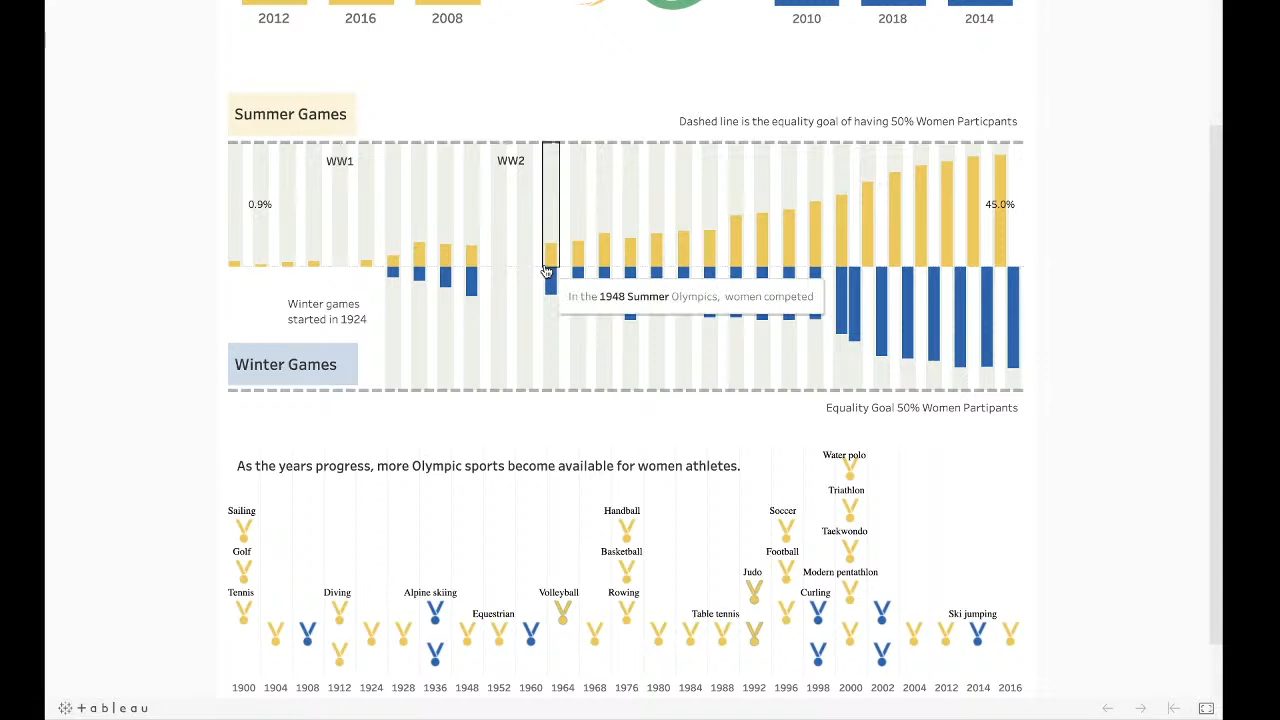 2012 2016 2008 2010 2018 2014
Summer Games
Dashed line is the equality goal of having 50% Women Particpants
WW1 WW2
0.9% 45.0%
In the 1948 Summer Olympics, women competed
Winter games
started in 1924
Winter Games
Equality Goal 50% Women Partipants
As the years progress, more Olympic sports become available for women athletes.
Water polo
Triathlon
Sailing Handball Soccer Taekwondo
Golf Basketball Football Modern pentathlon
Tennis Diving Alpine skiing Volleyball Rowing Judo Curling
Equestrian Table tennis Ski jumping
1900 1904 1908 1912 1924 1928 1936 1948 1952 1960 1964 1968 1976 1980 1984 1988 1992 1996 1998 2000 2002 2004 2012 2014 2016
+ableau